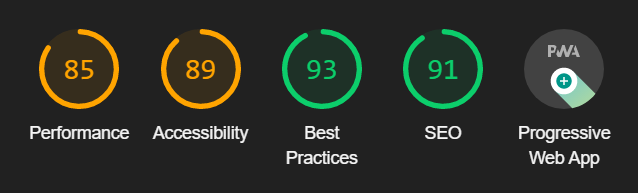 85 89 93 91 PWA
Performance Accessibility Best SEO Progressive
Practices Web App